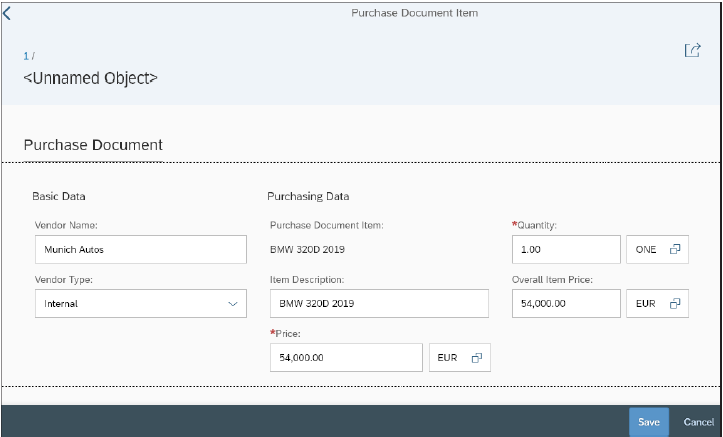 Purchase Document Item
1 /
<Unnamed Object>
Purchase Document
Basic Data
Purchasing Data
Vendor Name:
Purchase Document Item:
*Quantity:
Munich Autos
BMW 320D 2019
1.00
ONE
Vendor Type:
Item Description:
Overall Item Price:
Internal
BMW 320D 2019
54,000.00
EUR
*Price:
54,000.00
EUR
Save
Cancel